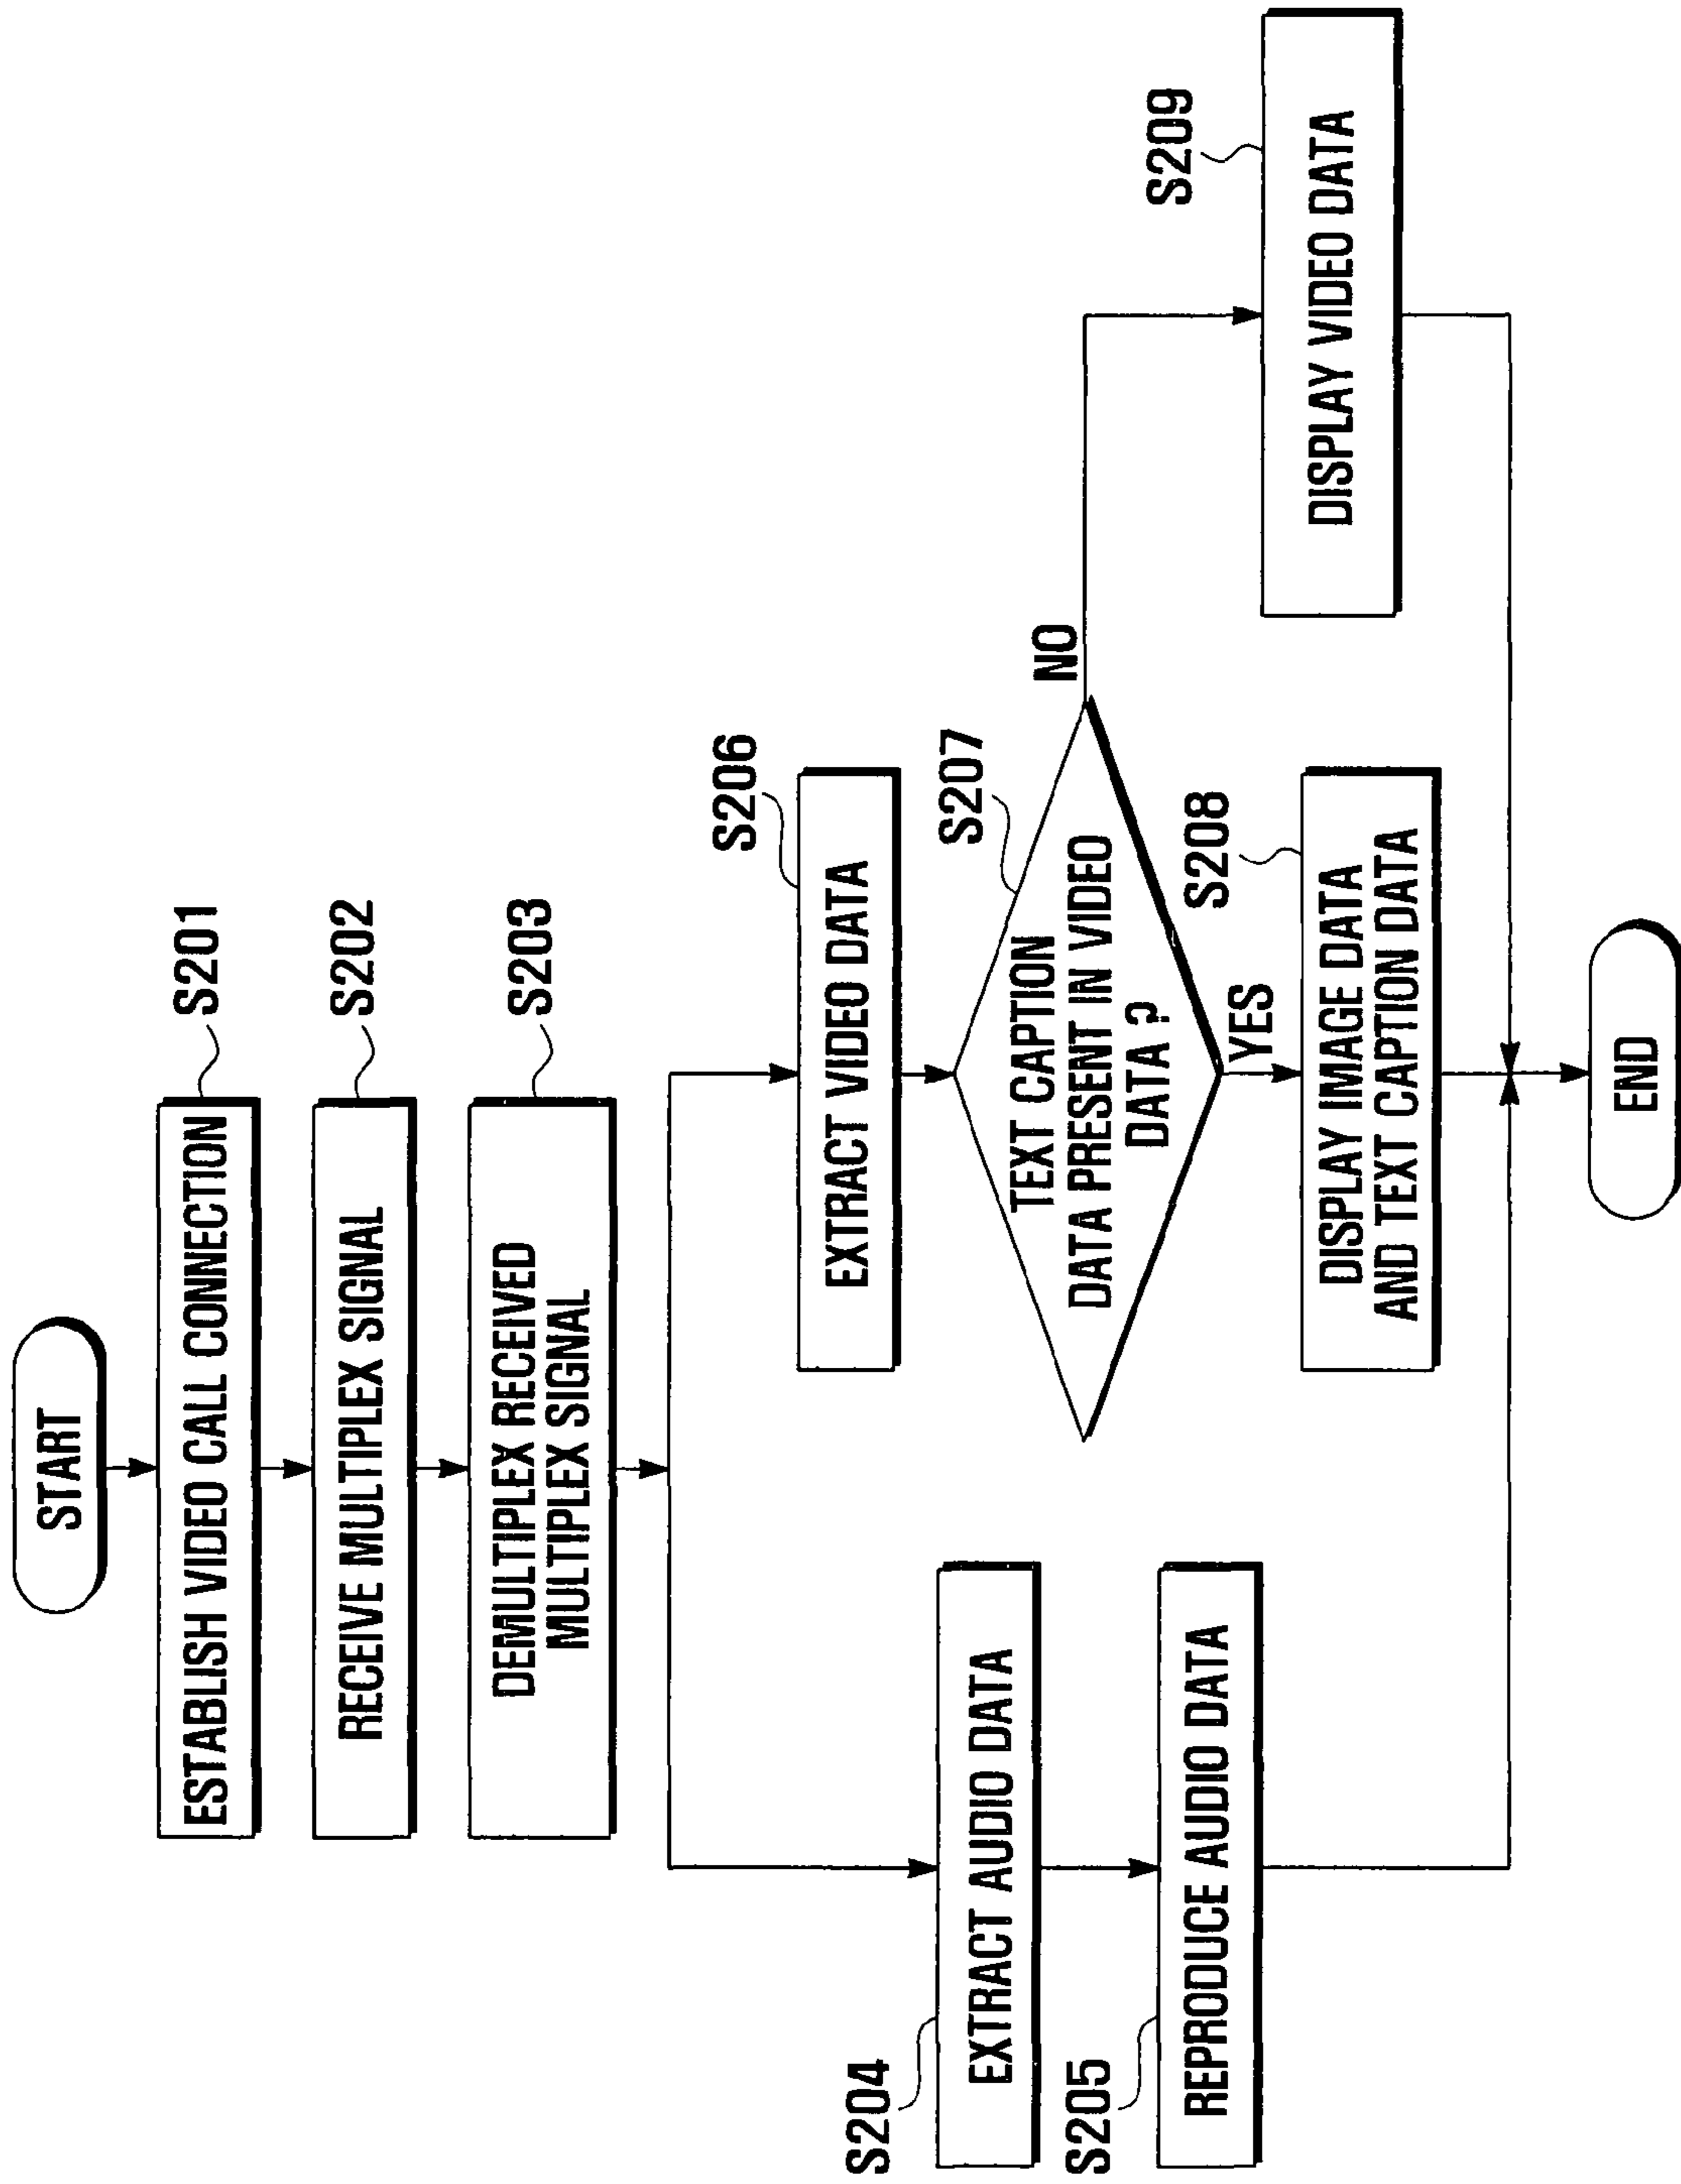 START
S201
ESTABLISH VIDEO CALL CONNECTION
S202
RECEIVE MULTIPLEX SIGNAL
S203
DEMULTIPLEX RECEIVED
MULTIPLEX SIGNAL
S204
EXTRACT AUDIO DATA
S205
REPRODUCE AUDIO DATA
S206
EXTRACT VIDEO DATA
S207
TEXT CAPTION
DATA PRESENT IN VIDEO
DATA ?
NO
YES
S208
DISPLAY IMAGE DATA
AND TEXT CAPTION DATA
S209
DISPLAY VIDEO DATA
END